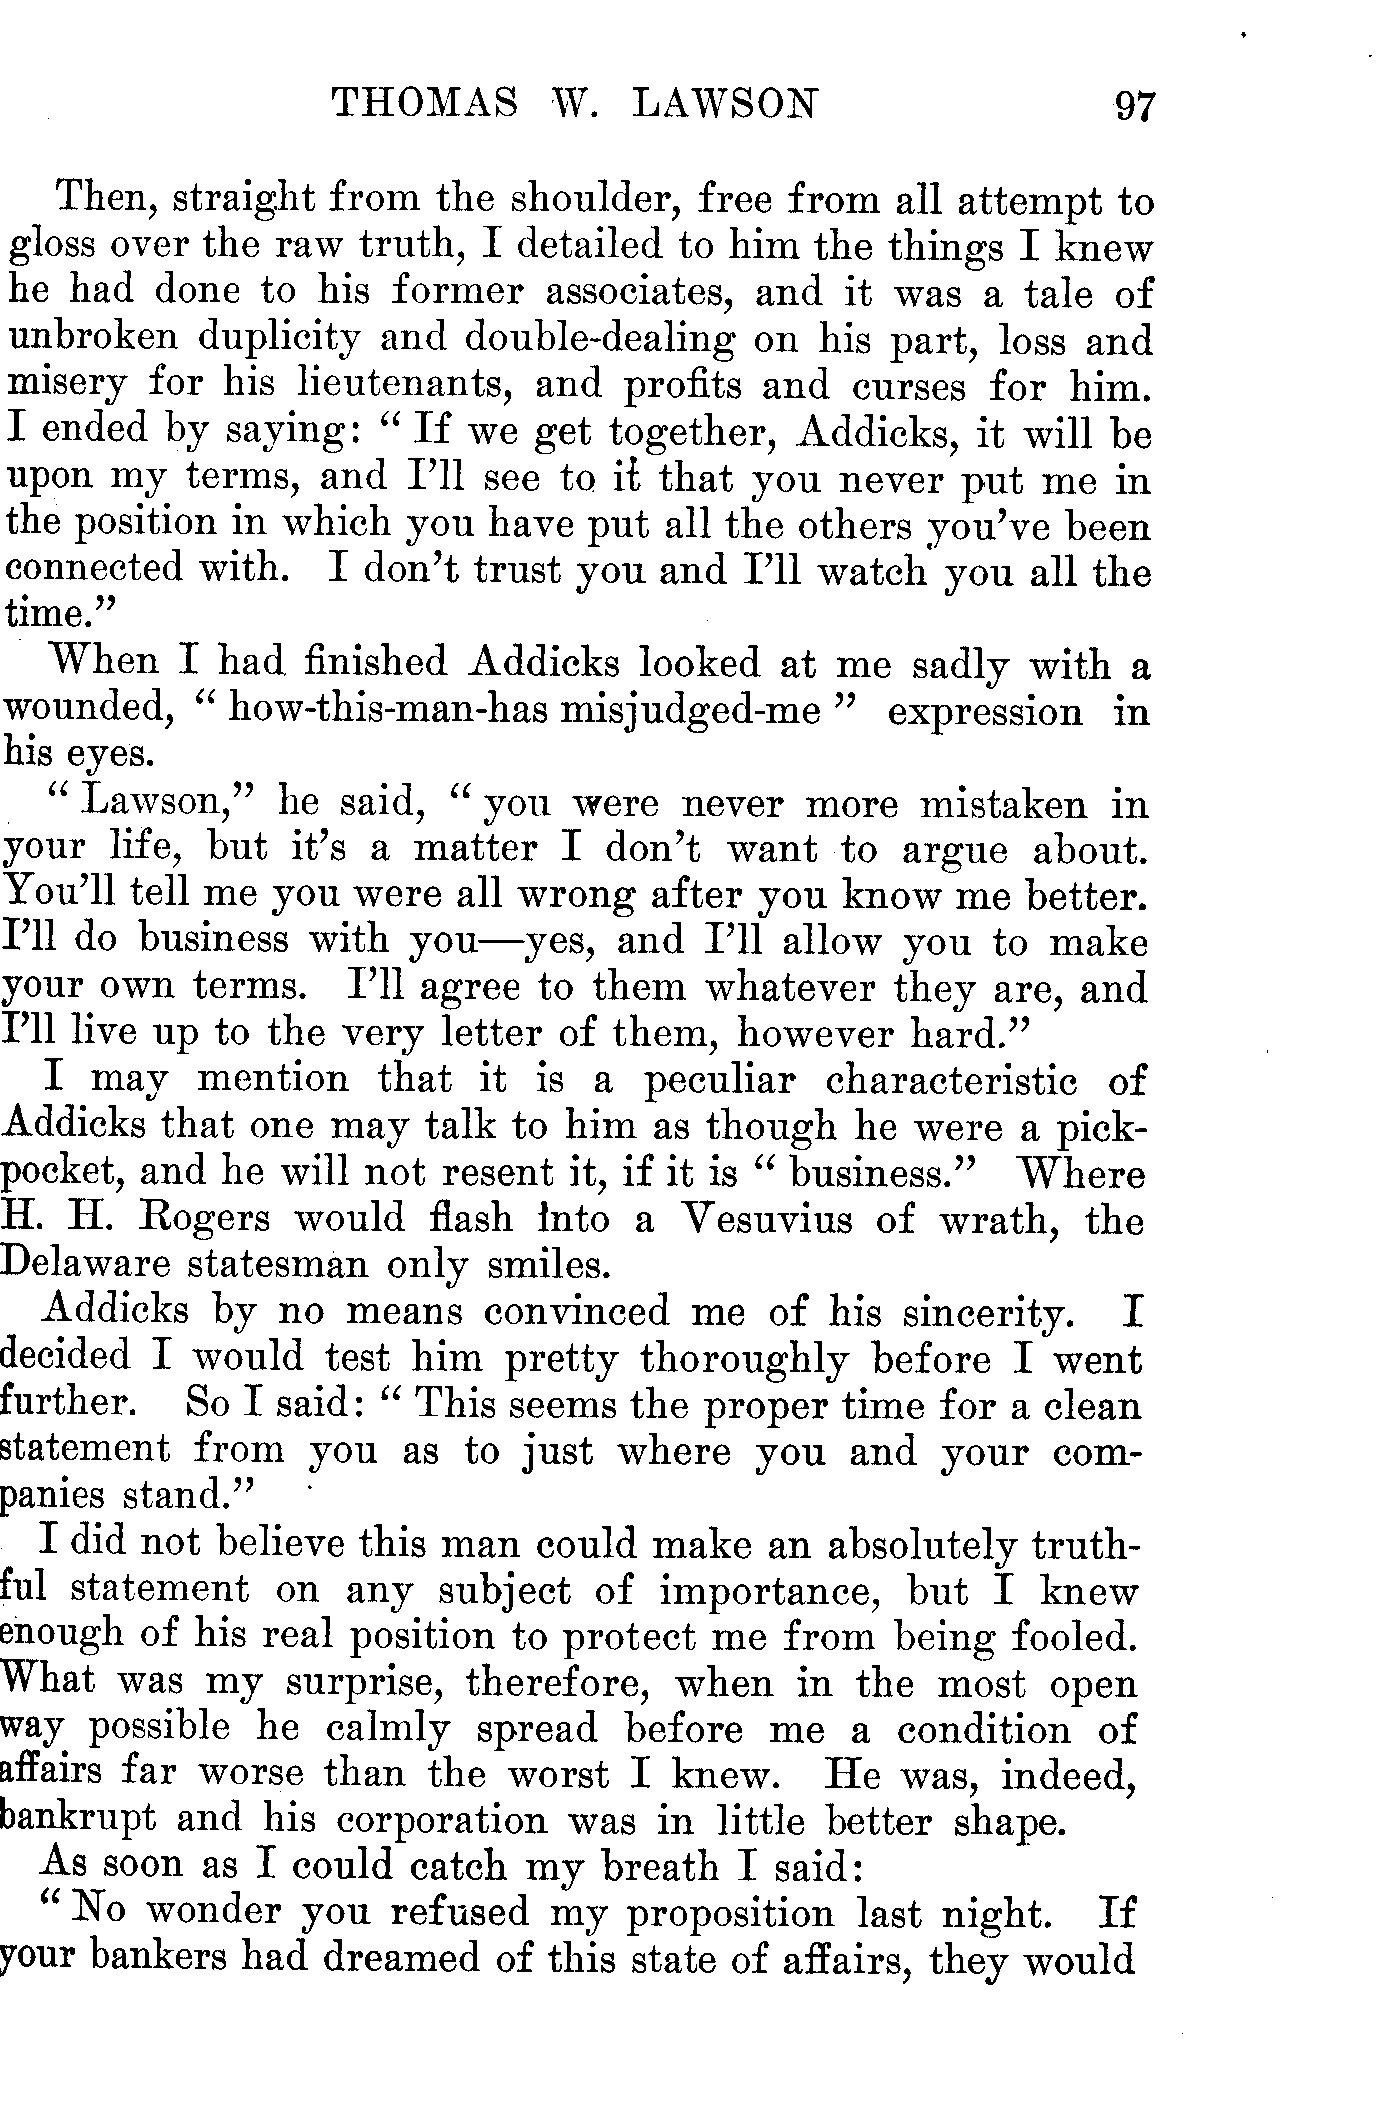 THOMAS W. LAWSON 97
Then, straight from the shoulder, free from all attempt to
gloss over the raw truth, I detailed to him the things I knew
he had done to his former associates, and it was a tale of
unbroken duplicity and double-dealing on his part, loss and
misery for his lieutenants, and profits and curses for him.
I ended by saying: “ If we get together, Addicks, it will be
upon my terms, and I’ll see to it that you never put me in
the position in which you have put all the others you’ve been
connected with. I don’t trust you and I’ll watch you all the
time.”
When I had finished Addicks looked at me sadly with a
wounded, “ how-this-man-has misjudged-me ” expression in
his eyes.
“ Lawson,” he said, “ you were never more mistaken in
your life, but it’s a matter I don’t want to argue about.
You’ll tell me you were all wrong after you know me better.
I’ll do business with you—yes, and I’ll allow you to make
your own terms. I’ll agree to them whatever they are, and
I’ll live up to the very letter of them, however hard.”
I may mention that it is a peculiar characteristic of
Addicks that one may talk to him as though he were a pick-
pocket, and he will not resent it, if it is “ business.” Where
H. H. Rogers would flash into a Vesuvius of wrath, the
Delaware statesman only smiles.
Addicks by no means convinced me of his sincerity. I
decided I would test him pretty thoroughly before I went
further. So I said: “ This seems the proper time for a clean
statement from you as to just where you and your com-
panies stand.”
I did not believe this man could make an absolutely truth-
ful statement on any subject of importance, but I knew
enough of his real position to protect me from being fooled.
What was my surprise, therefore, when in the most open
way possible he calmly spread before me a condition of
affairs far worse than the worst I knew. He was, indeed,
bankrupt and his corporation was in little better shape.
As soon as I could catch my breath I said:
“ No wonder you refused my proposition last night. If
your bankers had dreamed of this state of affairs, they would